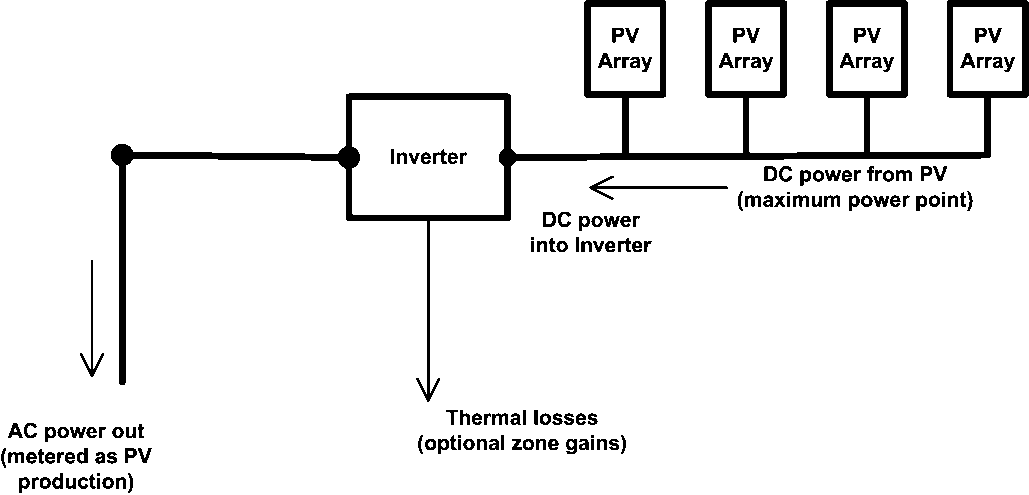 PV
Array
PV
Array
PV
Array
PV
Array
Inverter
DC power from PV
(maximum power point)
DC power
into Inverter
Thermal losses
(optional zone gains)
AC power out
(metered as PV
production)